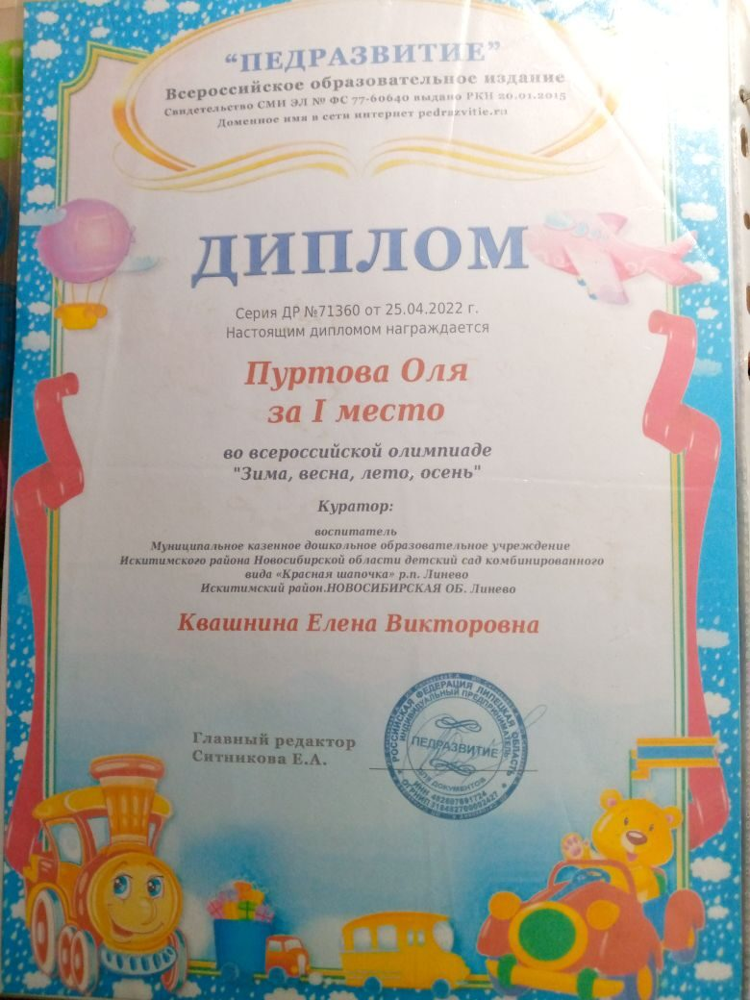 “ПЕДРАЗВИТИЕ”
Всероссийское образовательное издание
Свидетельство СМИ ЭЛ № ФС 77-60640 выдано РКН 20.01.2015
Доменное имя в сети интернет pedrazvitie.ru
ДИПЛОМ
Серия ДР №71360 от 25.04.2022 г.
Настоящим дипломом награждается
Пуртова Оля
за I место
во всероссийской олимпиаде
"Зима, весна, лето, осень"
Куратор:
воспитатель
Муниципальное казенное дошкольное образовательное учреждение
Искитимского района Новосибирской области детский сад комбинированного
вида «Красная шапочка» р.п. Линево
Искитимский район.НОВОСИБИРСКАЯ ОБ. Линево
Квашнина Елена Викторовна
Главный редактор
Ситникова Е.А.
РОССИЙСКАЯ ФЕДЕРАЦИЯ ЛИПЕЦКАЯ ОБЛАСТЬ
ИНДИВИДУАЛЬНЫЙ ПРЕДПРИНИМАТЕЛЬ
ПЕДРАЗВИТИЕ
ДЛЯ ДОКУМЕНТОВ
ИНН 482607691724
ОГРНИП 318482700002427